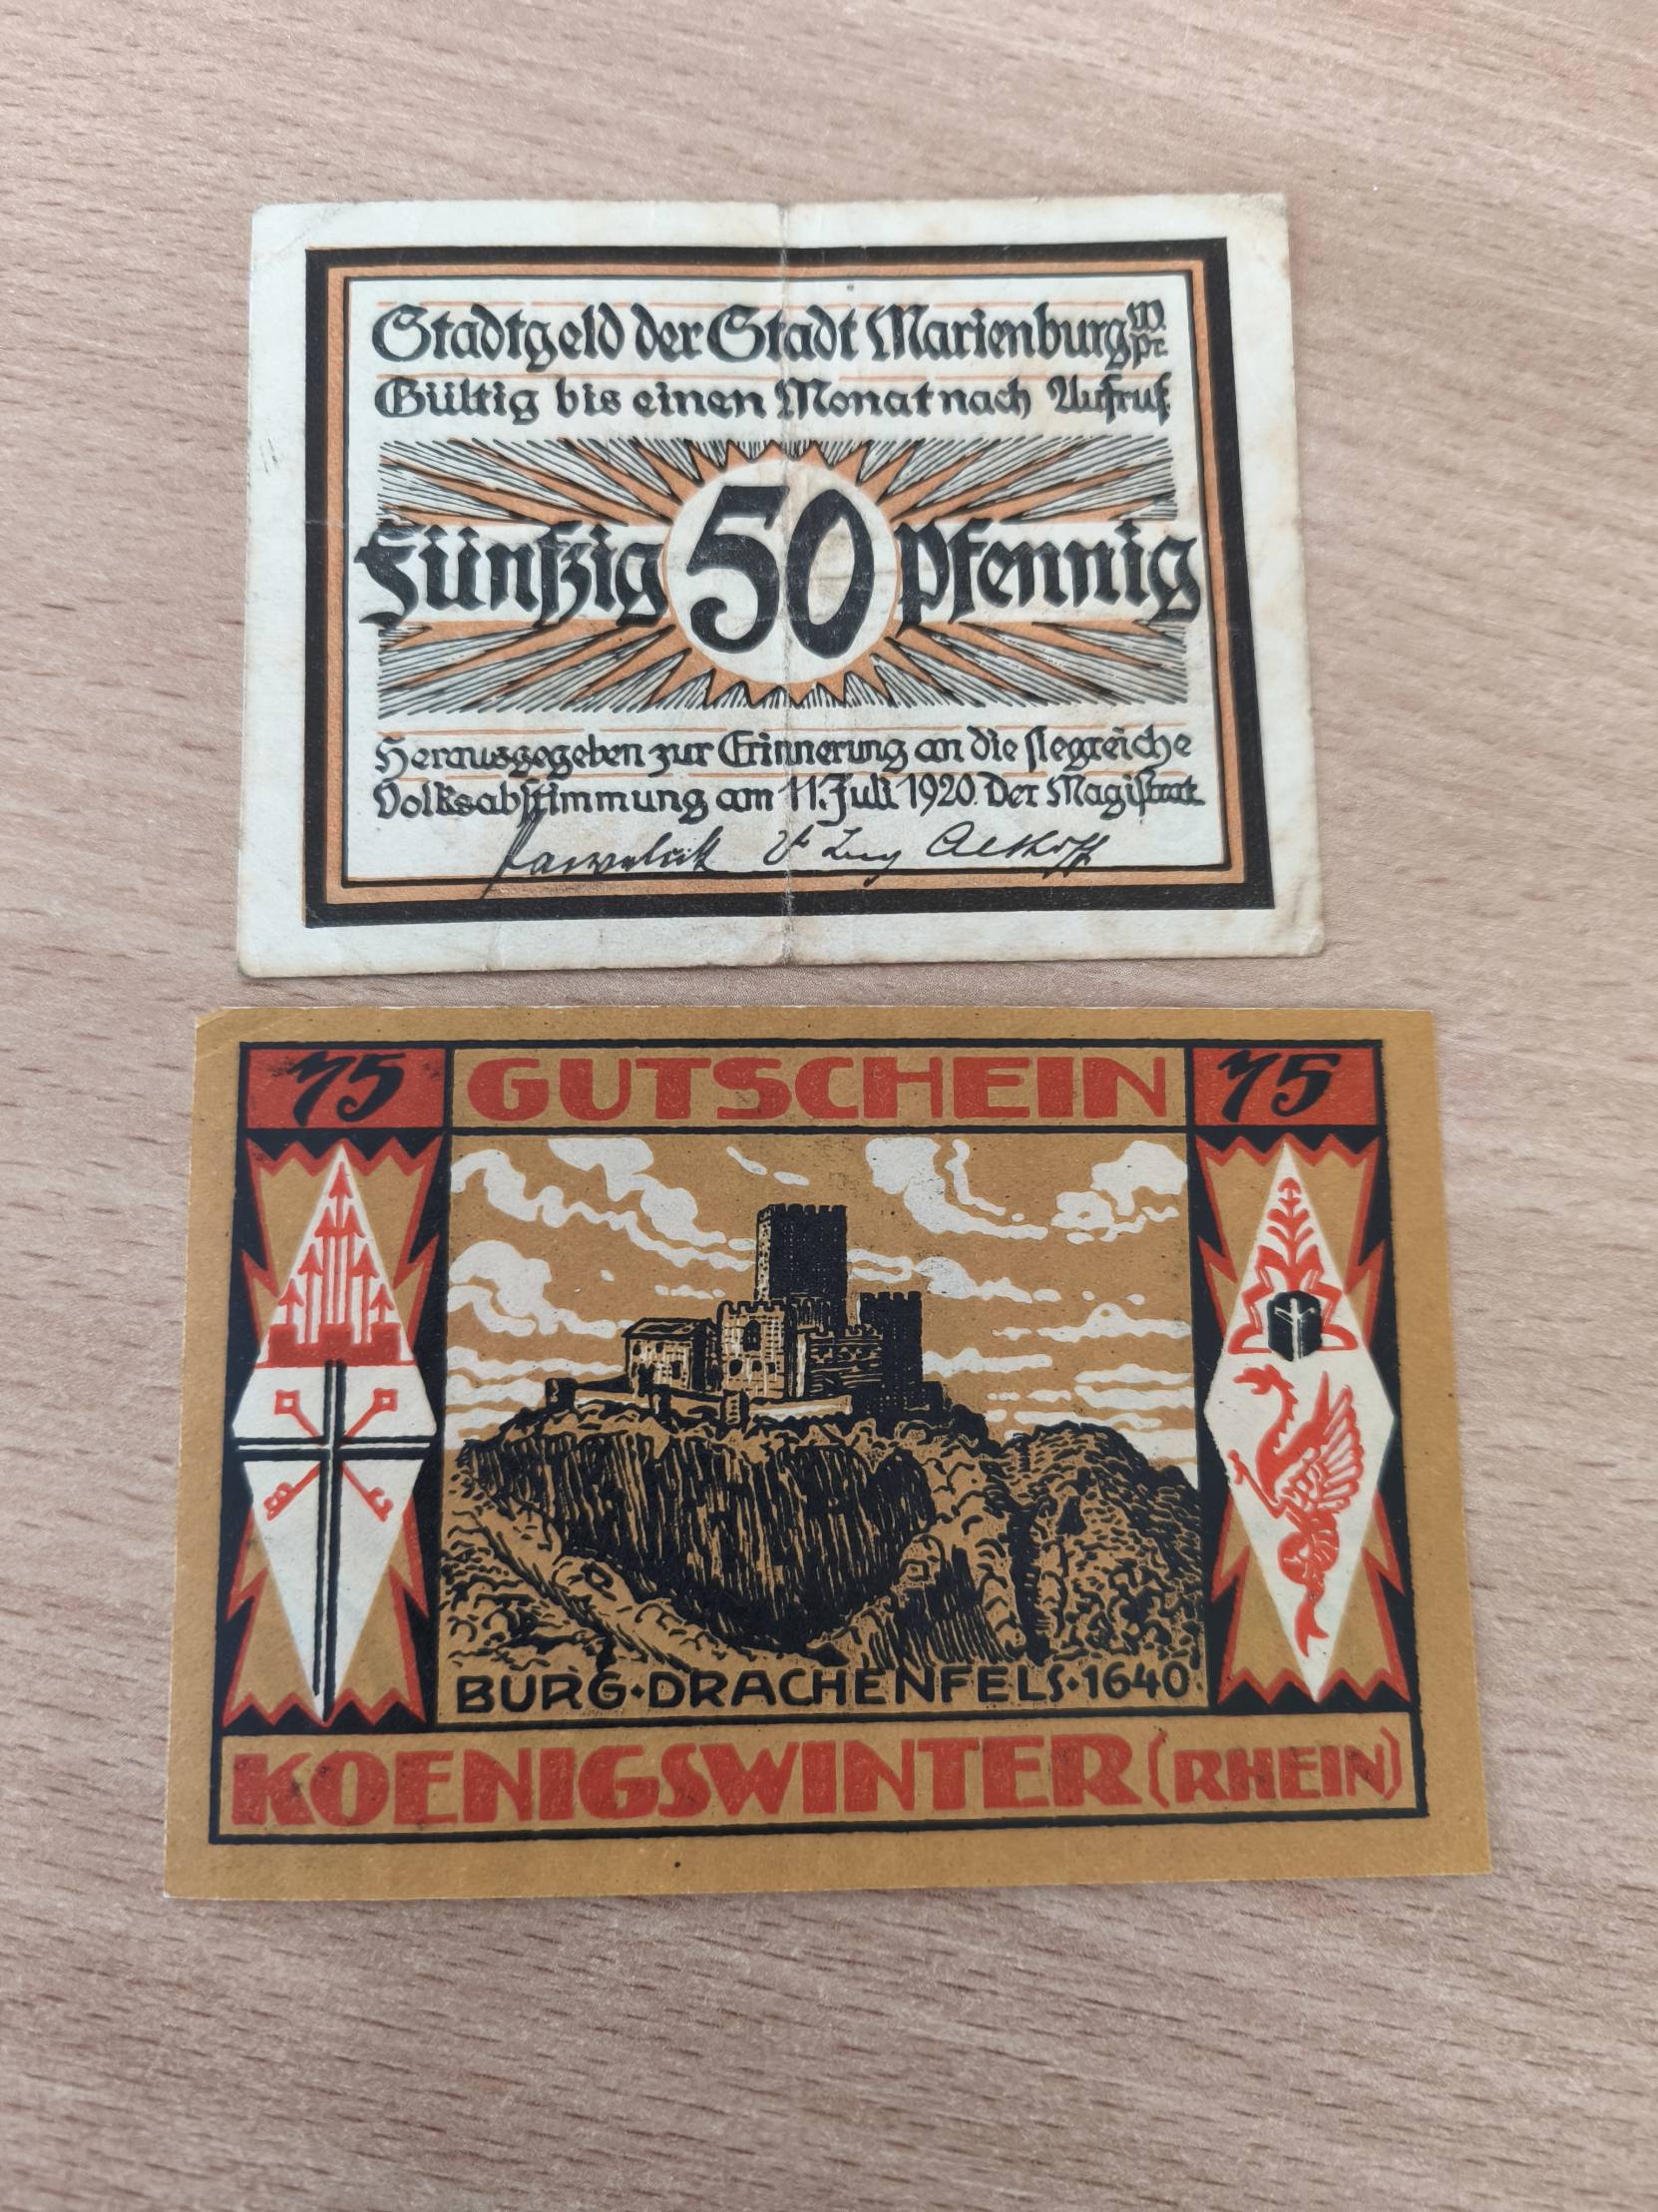 Stadtgeld der Stadt Marienburg W. Pr.
Gültig bis einen Monat nach Aufruf.
Fünfzig 50 Pfennig
Herausgegeben zur Erinnerung an die siegreiche
Volksabstimmung am 11. Juli 1920. Der Magistrat
75 GUTSCHEIN 75
BURG·DRACHENFELS·1640·
KOENIGSWINTER (RHEIN)